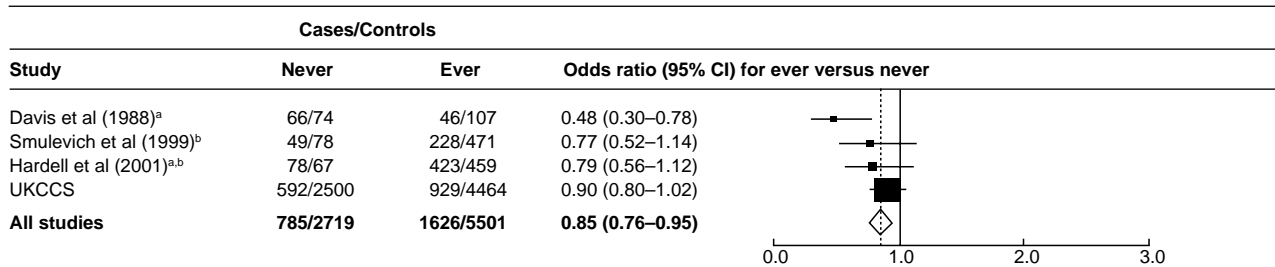 Cases/Controls
Study Never Ever Odds ratio (95% CI) for ever versus never
Davis et al (1988)ᵃ 66/74 46/107 0.48 (0.30–0.78)
Smulevich et al (1999)ᵇ 49/78 228/471 0.77 (0.52–1.14)
Hardell et al (2001)ᵃ,ᵇ 78/67 423/459 0.79 (0.56–1.12)
UKCCS 592/2500 929/4464 0.90 (0.80–1.02)
All studies 785/2719 1626/5501 0.85 (0.76–0.95)
0.0 1.0 2.0 3.0